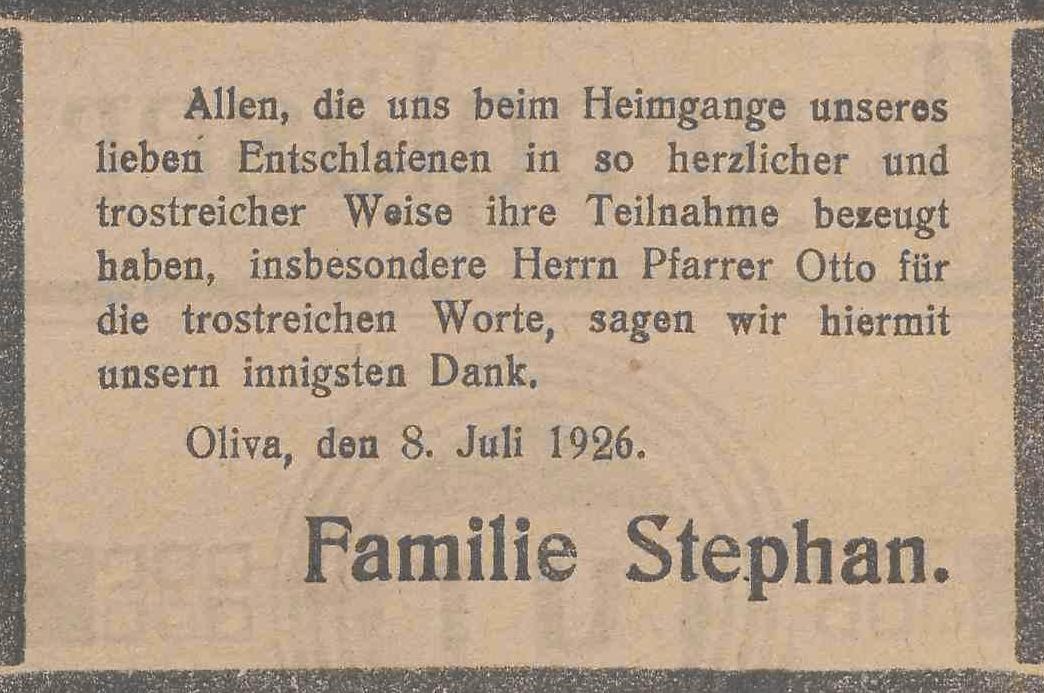 Allen, die uns beim Heimgange unseres
lieben Entschlafenen in so herzlicher und
trostreicher Weise ihre Teilnahme bezeugt
haben, insbesondere Herrn Pfarrer Otto für
die trostreichen Worte, sagen wir hiermit
unsern innigsten Dank.
Oliva, den 8. Juli 1926.
Familie Stephan.